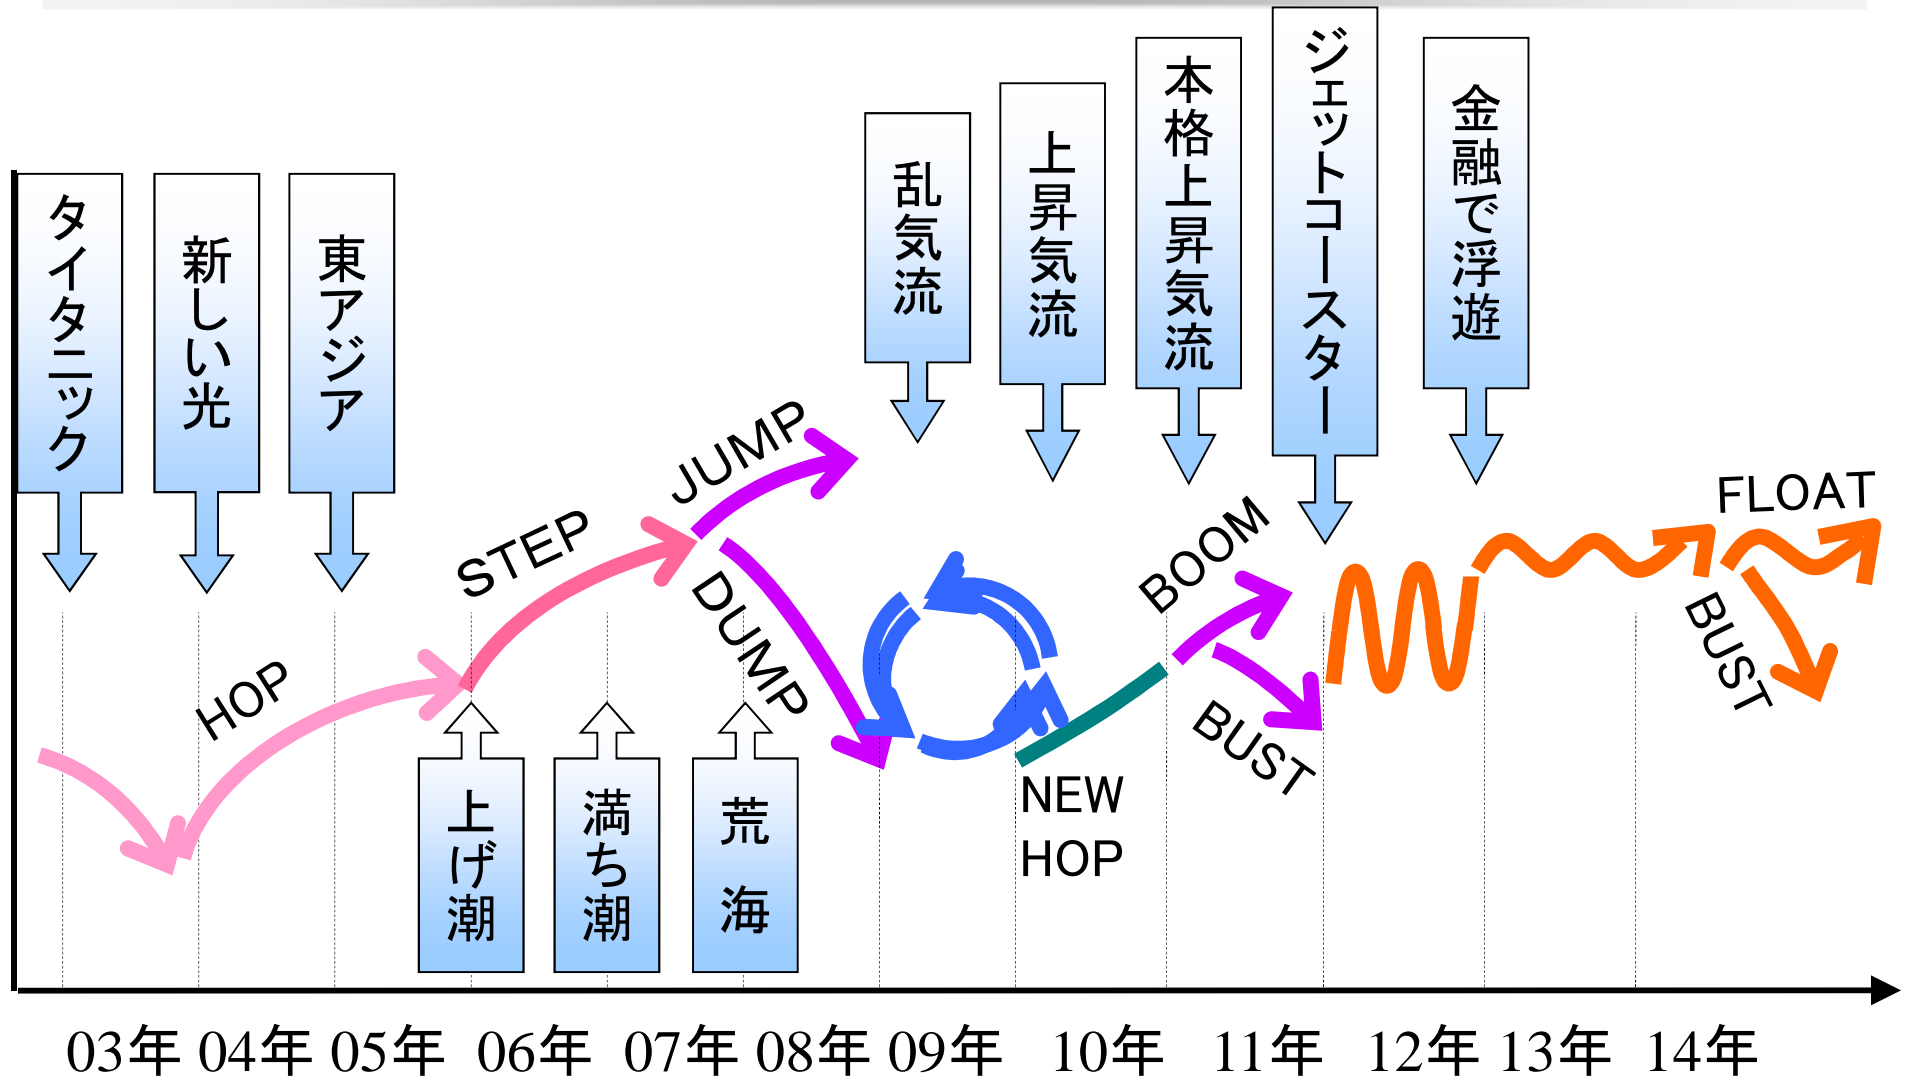 タイタニック
新しい光
東アジア
乱気流
上昇気流
本格上昇気流
ジェットコースター
金融で浮遊
HOP
STEP
JUMP
DUMP
BOOM
BUST
FLOAT
BUST
NEW
HOP
上げ潮
満ち潮
荒 海
03年 04年 05年 06年 07年 08年 09年 10年 11年 12年 13年 14年